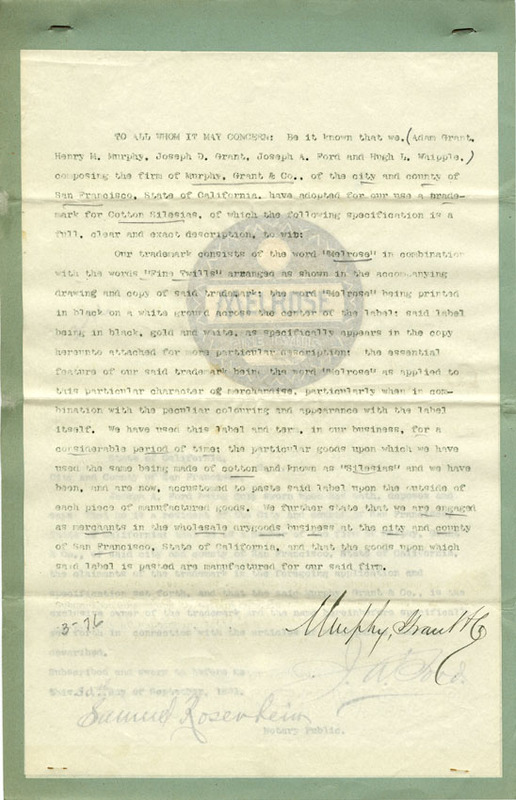 TO ALL WHOM IT MAY CONCERN: Be it known that we, (Adam Grant,
Henry M. Murphy, Joseph D. Grant, Joseph A. Ford and Hugh L. Whipple,)
composing the firm of Murphy, Grant & Co., of the city and county of
San Francisco, State of California, have adopted for our use a trade-
mark for Cotton Silesias, of which the following specification is a
full, clear and exact description, to wit:
Our trademark consists of the word "Melrose" in combination
with the words "Fine Twills" arranged as shown in the accompanying
drawing and copy of said trademark; the word "Melrose" being printed
in black on a white ground across the center of the label; said label
being in black, gold and white, as specifically appears in the copy
hereunto attached for more particular description: the essential
feature of our said trademark being the word "Melrose" as applied to
this particular character of merchandise, particularly when in com-
bination with the peculiar colouring and appearance with the label
itself. We have used this label and term, in our business, for a
considerable period of time; the particular goods upon which we have
used the same being made of cotton and known as "Silesias" and we have
been, and are now, accustomed to paste said label upon the outside of
each piece of manufactured goods. We further state that we are engaged
as merchants in the wholesale drygoods business at the city and county
of San Francisco, State of California, and that the goods upon which
said label is pasted are manufactured for our said firm.
MELROSE
3-76
Murphy, Grant & Co
J. A. Ford.
described.
Subscribed and sworn to before
Samuel Rosenheim
Notary Public.